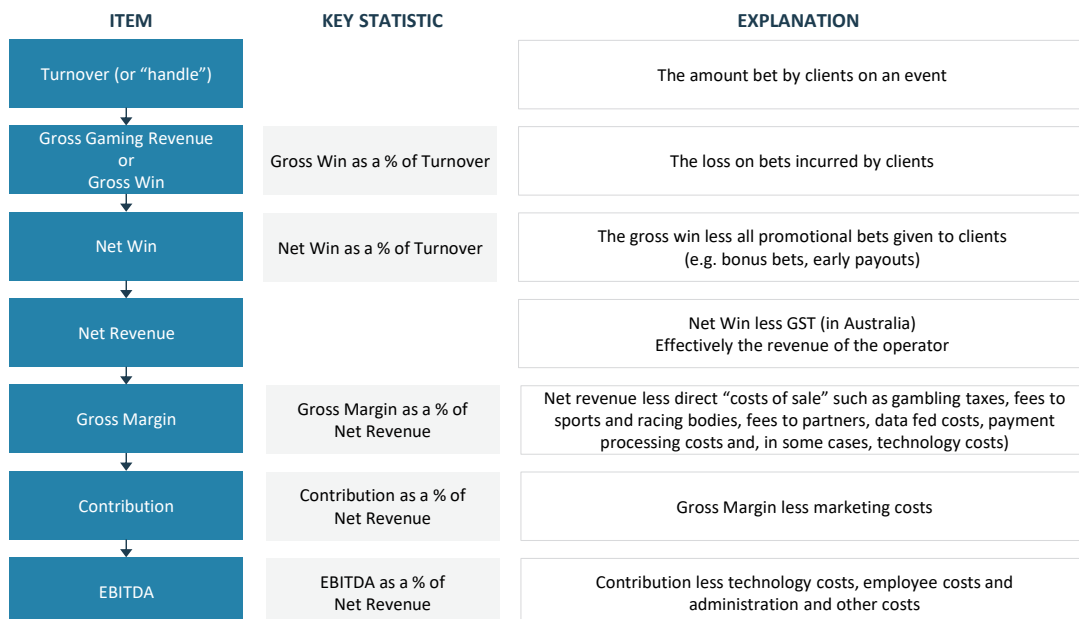 ITEM
KEY STATISTIC
EXPLANATION
Turnover (or “handle”)
The amount bet by clients on an event
Gross Gaming Revenue
or
Gross Win
Gross Win as a % of Turnover
The loss on bets incurred by clients
Net Win
Net Win as a % of Turnover
The gross win less all promotional bets given to clients
(e.g. bonus bets, early payouts)
Net Revenue
Net Win less GST (in Australia)
Effectively the revenue of the operator
Gross Margin
Gross Margin as a % of
Net Revenue
Net revenue less direct “costs of sale” such as gambling taxes, fees to
sports and racing bodies, fees to partners, data fed costs, payment
processing costs and, in some cases, technology costs)
Contribution
Contribution as a % of
Net Revenue
Gross Margin less marketing costs
EBITDA
EBITDA as a % of
Net Revenue
Contribution less technology costs, employee costs and
administration and other costs